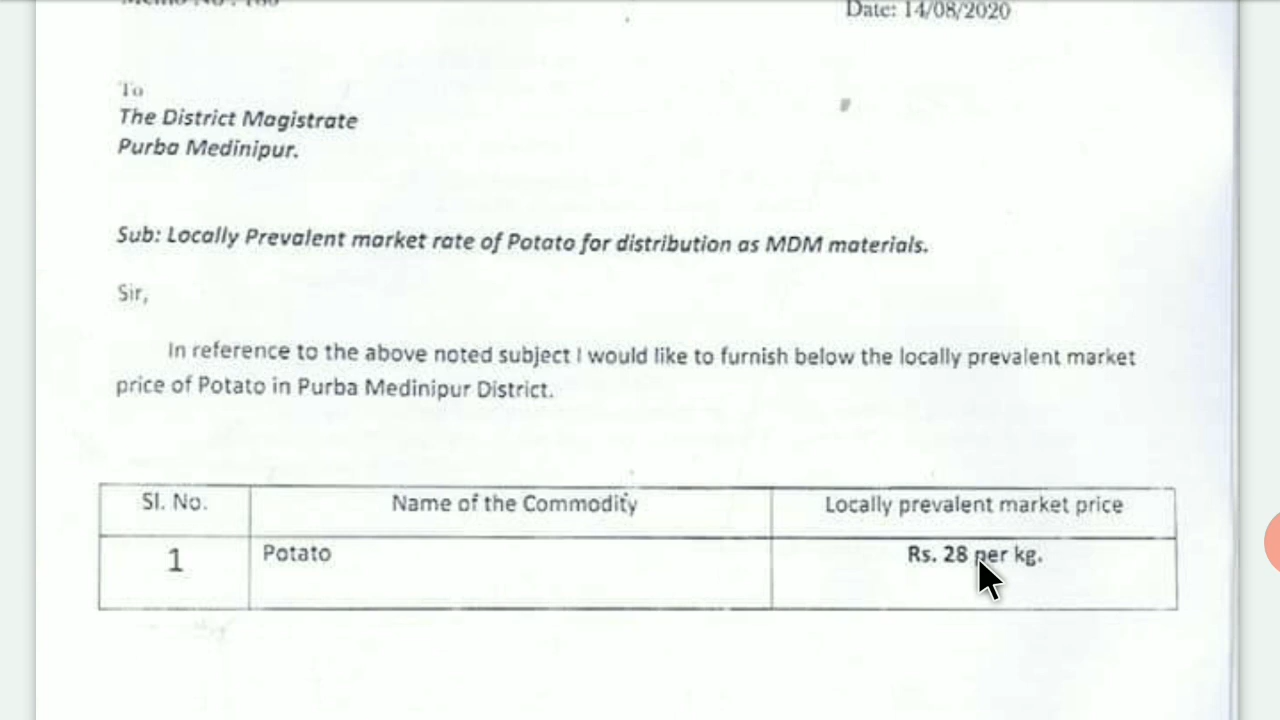 Date: 14/08/2020
To
The District Magistrate
Purba Medinipur.
Sub: Locally Prevalent market rate of Potato for distribution as MDM materials.
Sir,
In reference to the above noted subject I would like to furnish below the locally prevalent market
price of Potato in Purba Medinipur District.
Sl. No. Name of the Commodity Locally prevalent market price
1 Potato Rs. 28 per kg.